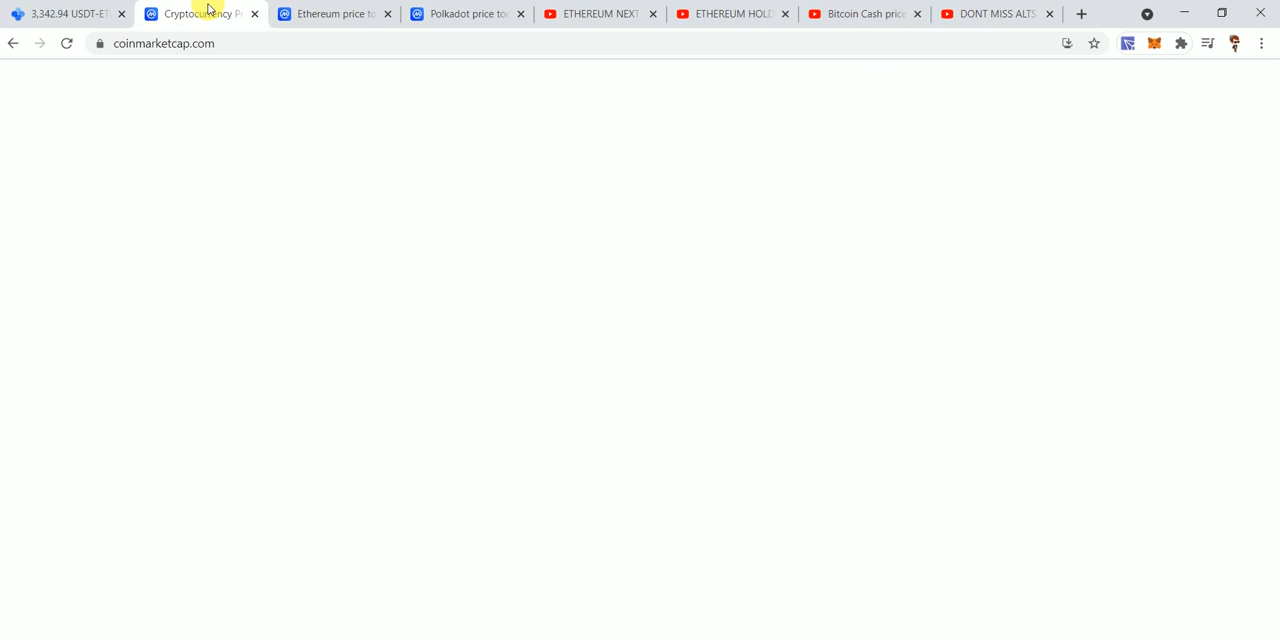 3,342.94 USDT-ET
Cryptocurrency P
Ethereum price to
Polkadot price to
ETHEREUM NEXT
ETHEREUM HOLD
Bitcoin Cash price
DONT MISS ALTS
coinmarketcap.com